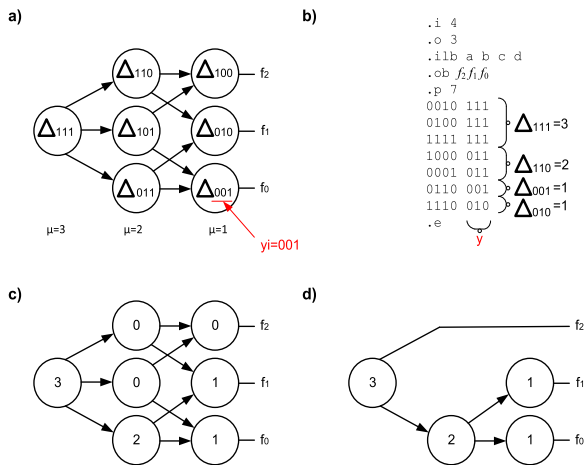 a)
Δ110 Δ100 f2
Δ111 Δ101 Δ010 f1
Δ011 Δ001 f0
μ=3 μ=2 μ=1
yi=001
b)
.i 4
.o 3
.ilb a b c d
.ob f2f1f0
.p 7
0010 111
0100 111
1111 111
Δ111=3
1000 011
0001 011
Δ110=2
0110 001
Δ001=1
1110 010
Δ010=1
.e
y
c)
0 0 f2
3 0 1 f1
2 1 f0
d)
f2
3 1 f1
2 1 f0